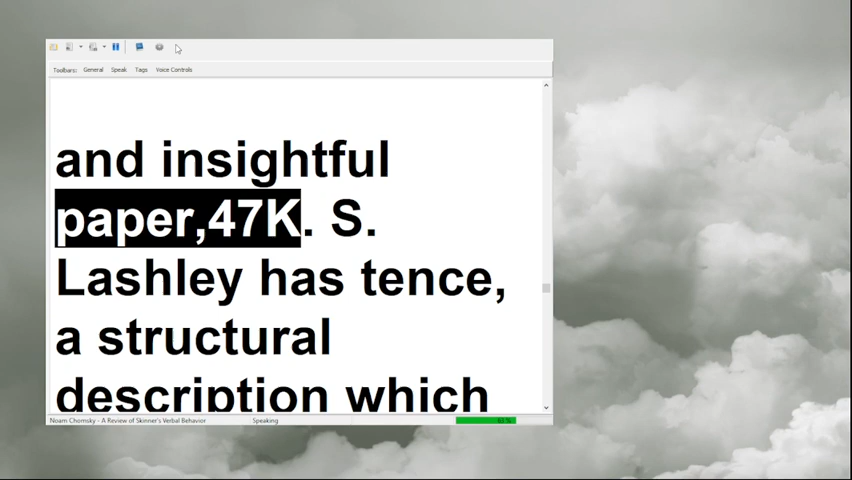 Toolbars: General Speak Tags Voice Controls
and insightful
paper,47K. S.
Lashley has tence,
a structural
description which
Noam Chomsky - A Review of Skinner's Verbal Behavior Speaking 63 %